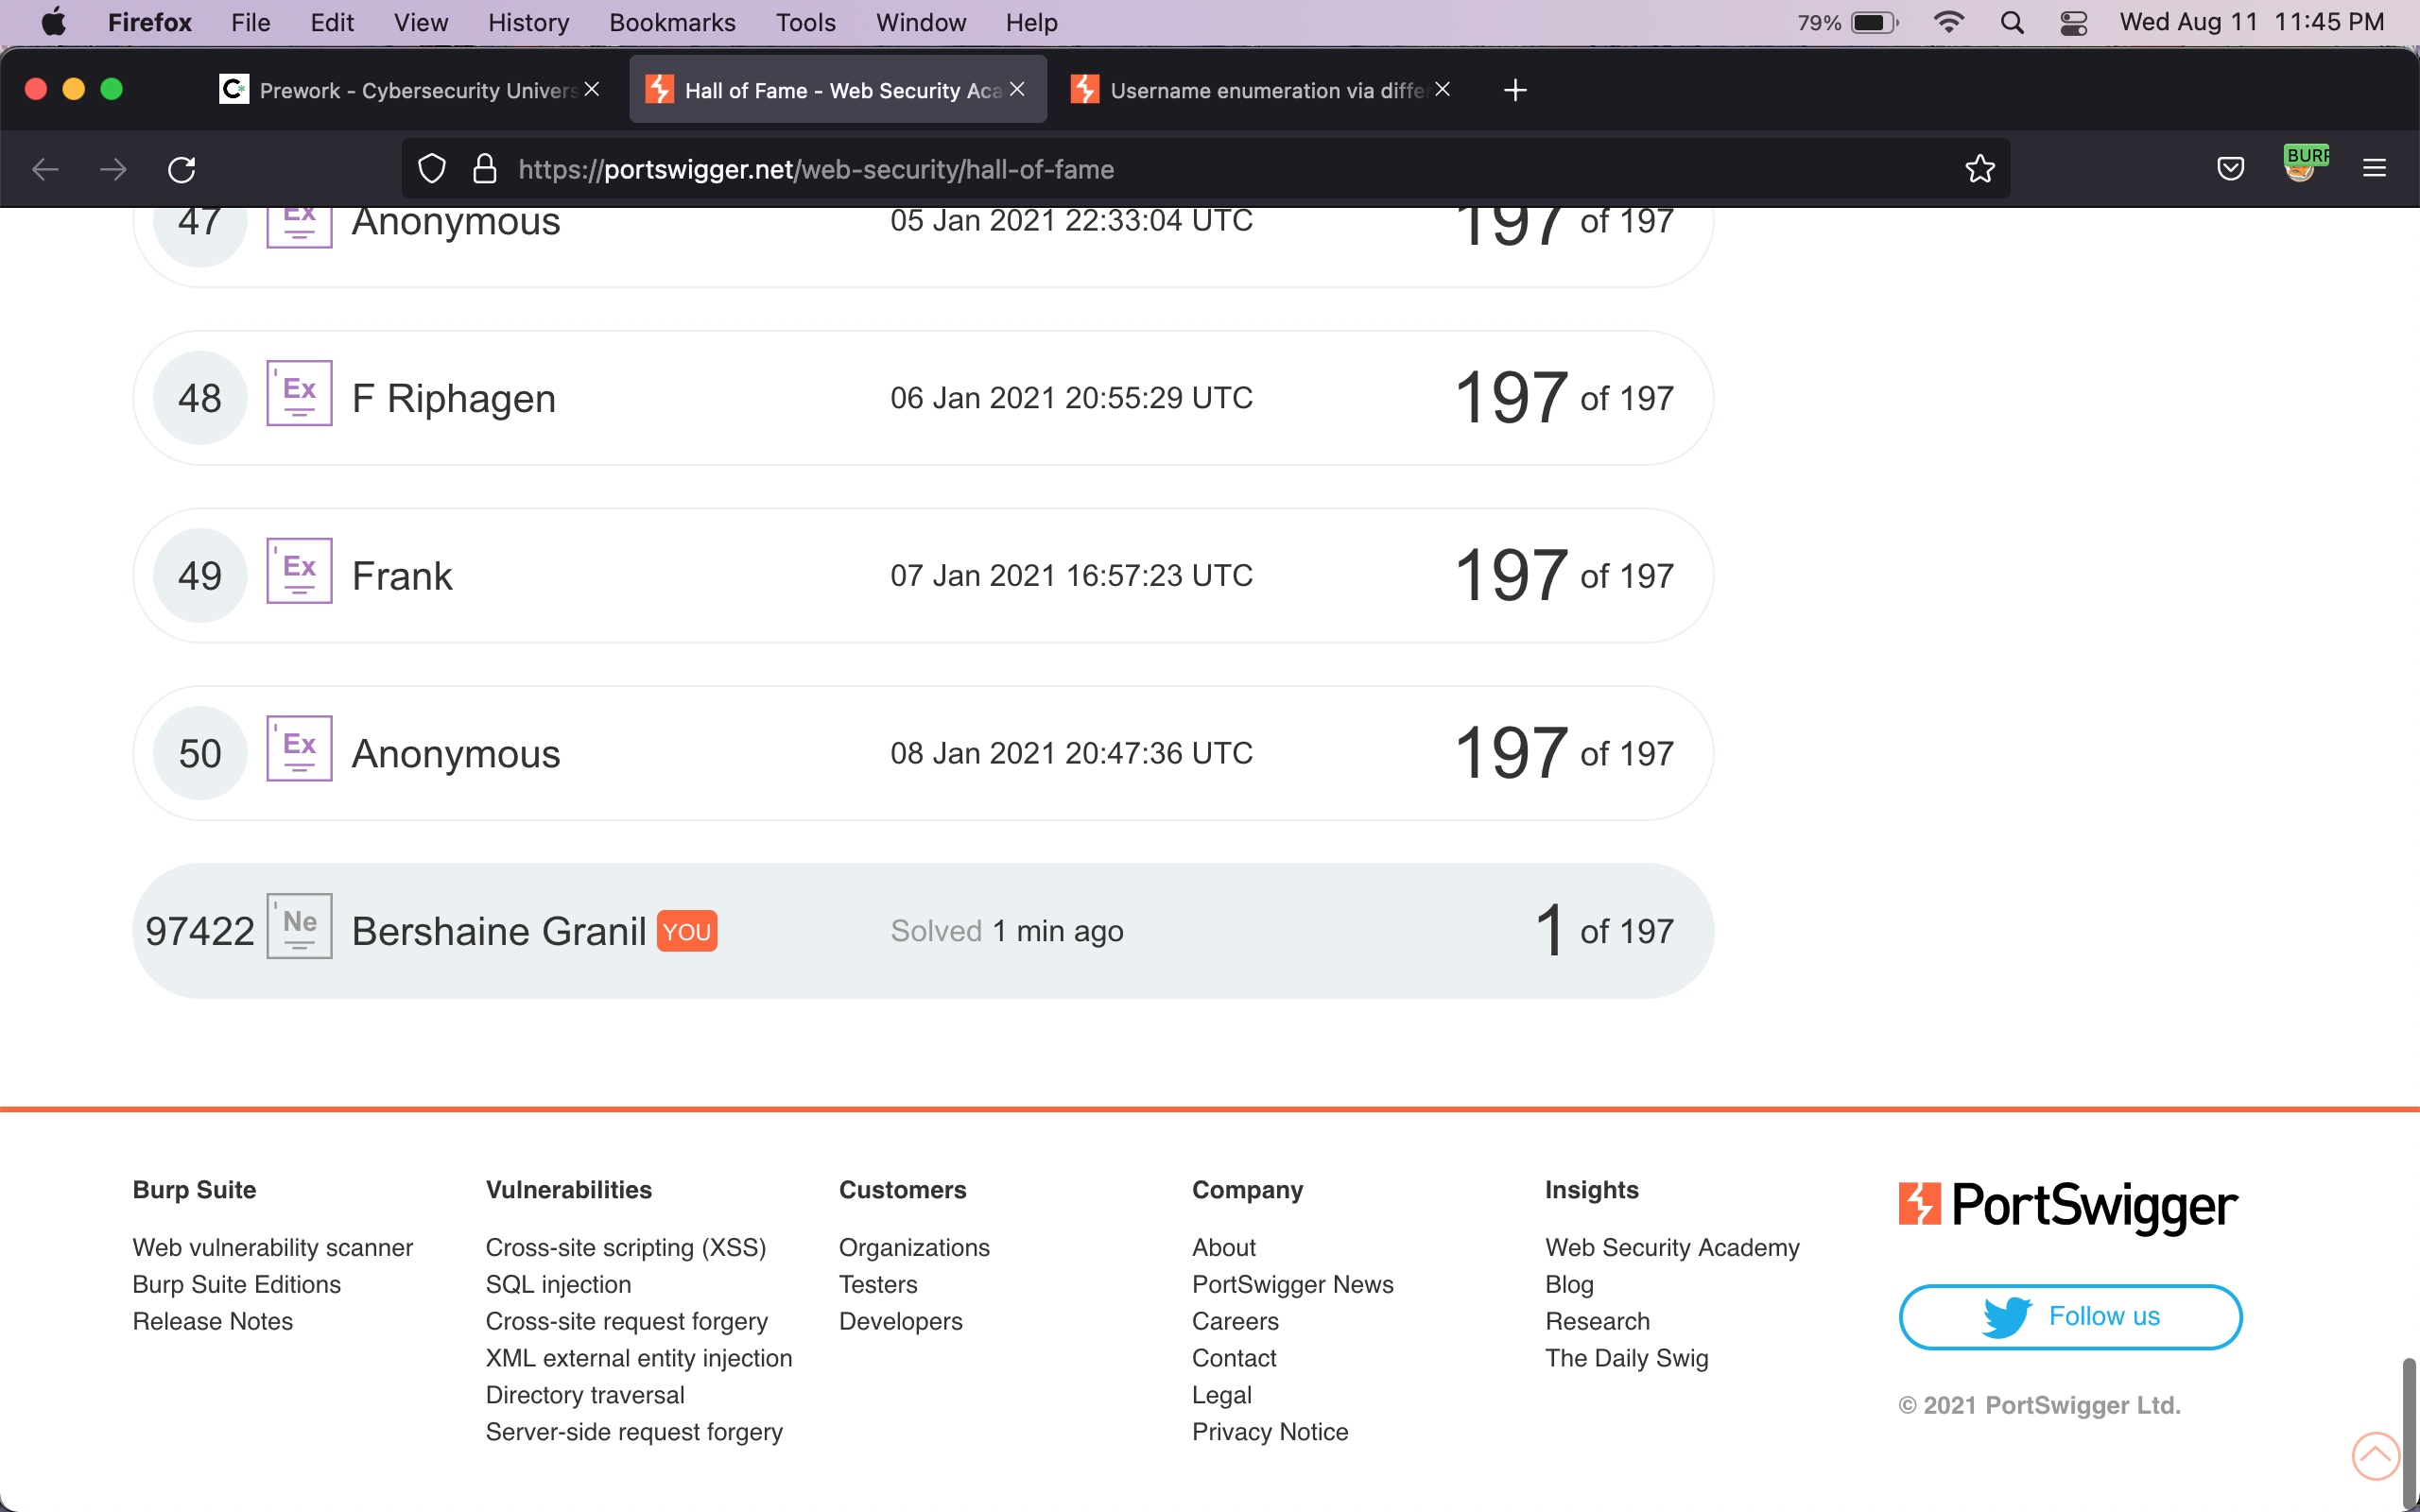 Firefox File Edit View History Bookmarks Tools Window Help 79% Wed Aug 11 11:45 PM
Prework - Cybersecurity Univers Hall of Fame - Web Security Aca Username enumeration via diffe
https://portswigger.net/web-security/hall-of-fame BURP
47 Ex Anonymous 05 Jan 2021 22:33:04 UTC 197 of 197
48 Ex F Riphagen 06 Jan 2021 20:55:29 UTC 197 of 197
49 Ex Frank 07 Jan 2021 16:57:23 UTC 197 of 197
50 Ex Anonymous 08 Jan 2021 20:47:36 UTC 197 of 197
97422 Ne Bershaine Granil YOU Solved 1 min ago 1 of 197
Burp Suite
Web vulnerability scanner
Burp Suite Editions
Release Notes
Vulnerabilities
Cross-site scripting (XSS)
SQL injection
Cross-site request forgery
XML external entity injection
Directory traversal
Server-side request forgery
Customers
Organizations
Testers
Developers
Company
About
PortSwigger News
Careers
Contact
Legal
Privacy Notice
Insights
Web Security Academy
Blog
Research
The Daily Swig
PortSwigger
Follow us
© 2021 PortSwigger Ltd.